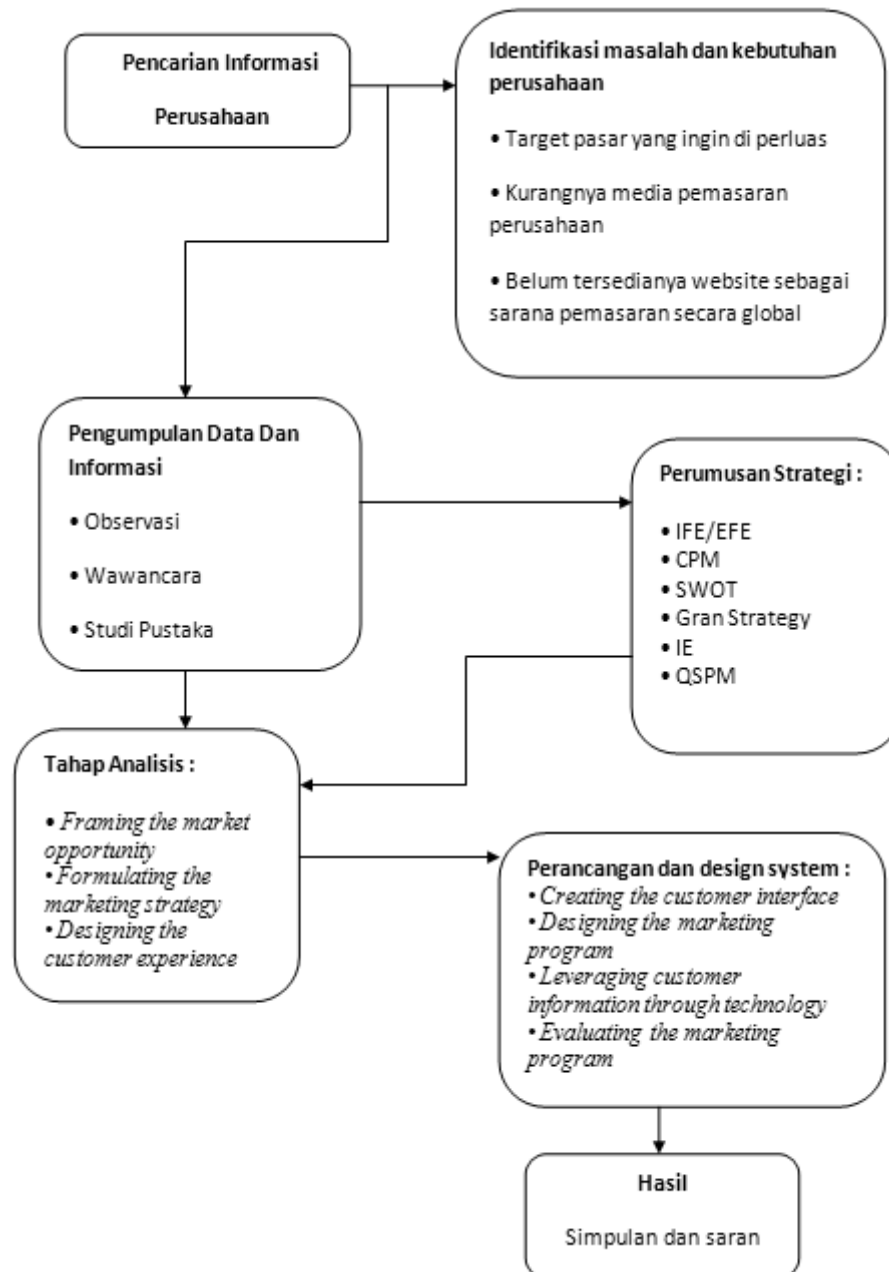 Pencarian Informasi
Perusahaan
Identifikasi masalah dan kebutuhan
perusahaan
• Target pasar yang ingin di perluas
• Kurangnya media pemasaran
perusahaan
• Belum tersedianya website sebagai
sarana pemasaran secara global
Pengumpulan Data Dan
Informasi
• Observasi
• Wawancara
• Studi Pustaka
Perumusan Strategi :
• IFE/EFE
• CPM
• SWOT
• Gran Strategy
• IE
• QSPM
Tahap Analisis :
• Framing the market
opportunity
• Formulating the
marketing strategy
• Designing the
customer experience
Perancangan dan design system :
• Creating the customer interface
• Designing the marketing
program
• Leveraging customer
information through technology
• Evaluating the marketing
program
Hasil
Simpulan dan saran